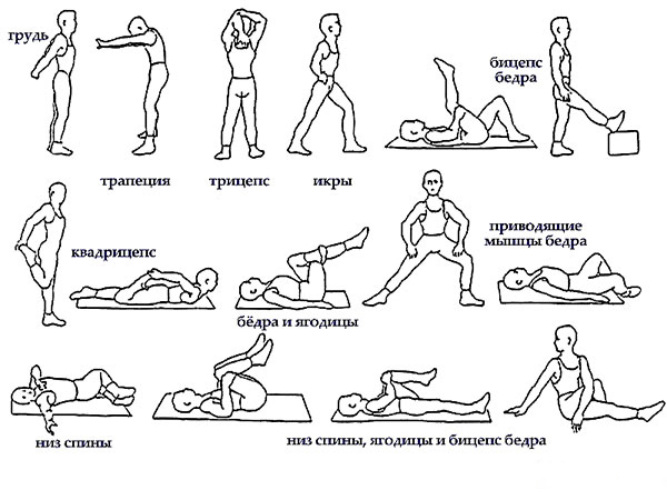 грудь
бицепс
бедра
трапеция
трицепс
икры
квадрицепс
приводящие
мышцы бедра
бёдра и ягодицы
низ спины
низ спины, ягодицы и бицепс бедра